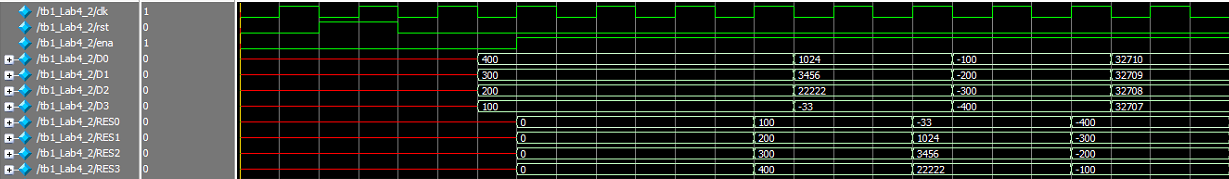 /tb1_Lab4_2/clk 1
/tb1_Lab4_2/rst 0
/tb1_Lab4_2/ena 1
/tb1_Lab4_2/D0 0 400 1024 -100 32710
/tb1_Lab4_2/D1 0 300 3456 -200 32709
/tb1_Lab4_2/D2 0 200 22222 -300 32708
/tb1_Lab4_2/D3 0 100 -33 -400 32707
/tb1_Lab4_2/RES0 0 0 100 -33 -400
/tb1_Lab4_2/RES1 0 0 200 1024 -300
/tb1_Lab4_2/RES2 0 0 300 3456 -200
/tb1_Lab4_2/RES3 0 0 400 22222 -100